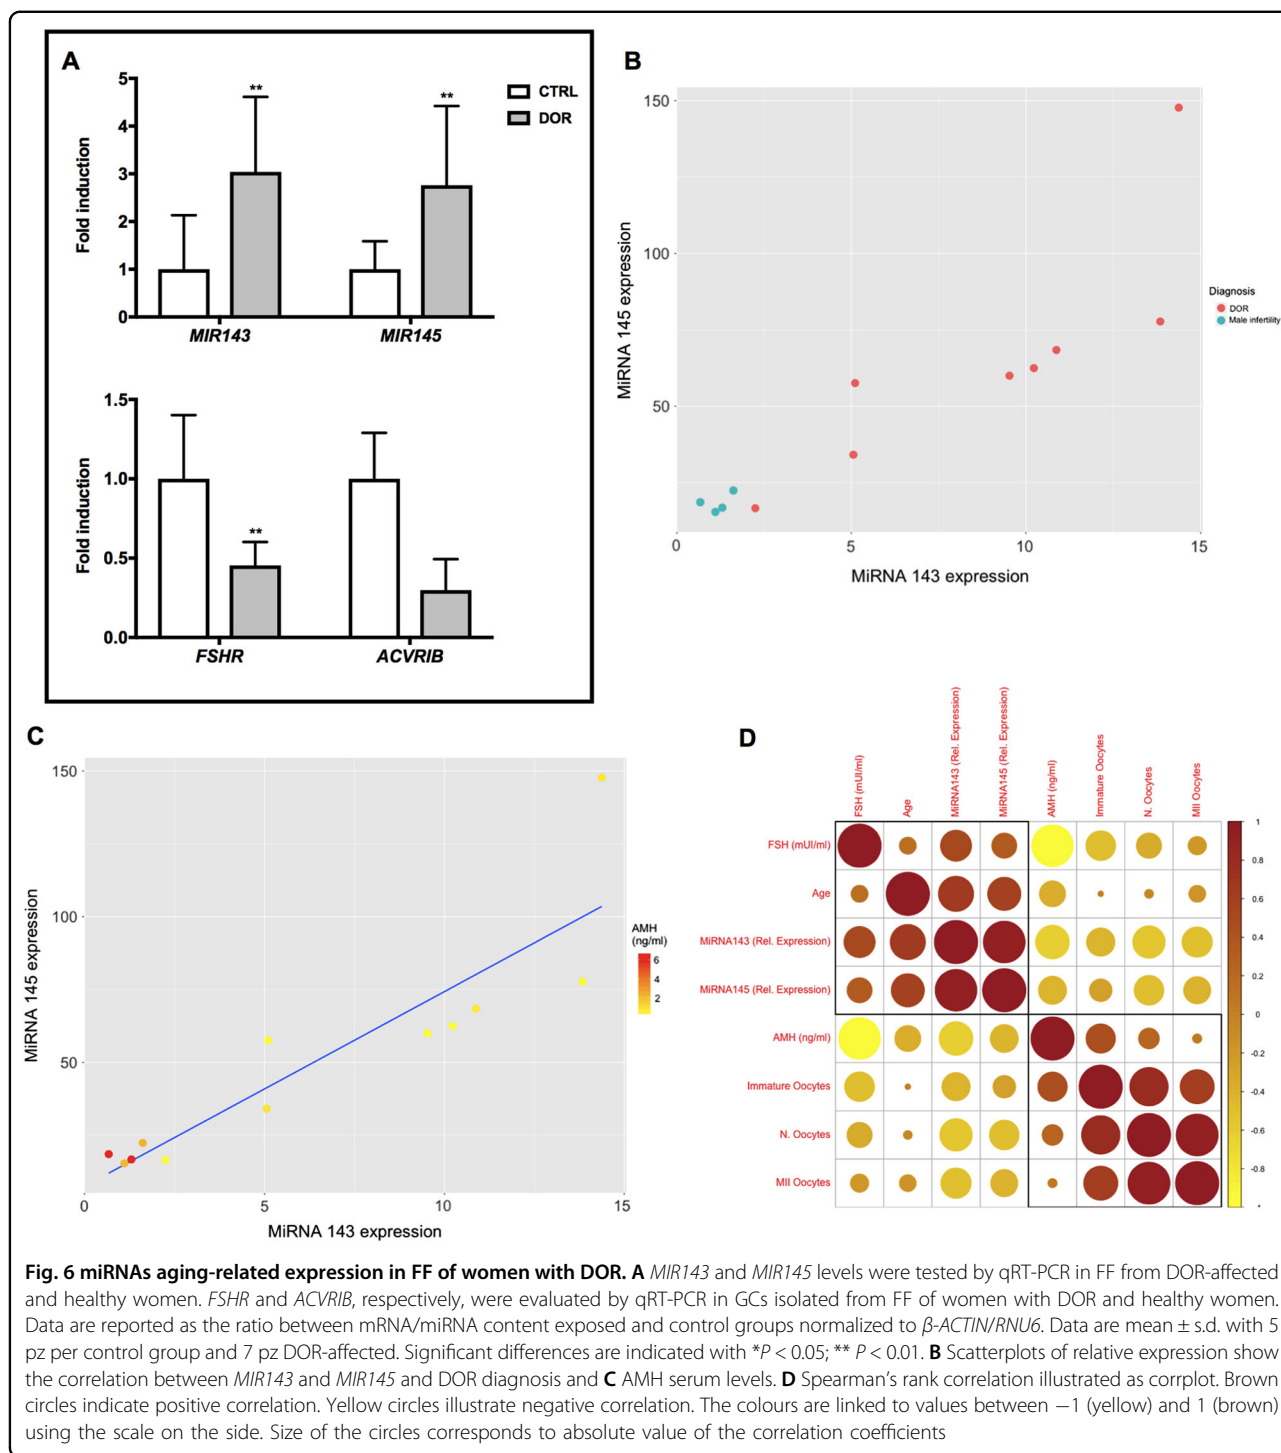 A
5
4
3
2
1
0
Fold induction
**
**
CTRL
DOR
MIR143
MIR145
1.5
1.0
0.5
0.0
Fold induction
**
FSHR
ACVRIB
B
150
100
50
MiRNA 145 expression
0
5
10
15
MiRNA 143 expression
Diagnosis
DOR
Male infertility
C
150
100
50
MiRNA 145 expression
0
5
10
15
MiRNA 143 expression
AMH
(ng/ml)
6
4
2
D
FSH (mUI/ml)
Age
MiRNA143 (Rel. Expression)
MiRNA145 (Rel. Expression)
AMH (ng/ml)
Immature Oocytes
N. Oocytes
MII Oocytes
FSH (mUI/ml)
Age
MiRNA143 (Rel. Expression)
MiRNA145 (Rel. Expression)
AMH (ng/ml)
Immature Oocytes
N. Oocytes
MII Oocytes
1
0.8
0.6
0.4
0.2
0
-0.2
-0.4
-0.6
-0.8
Fig. 6 miRNAs aging-related expression in FF of women with DOR. A MIR143 and MIR145 levels were tested by qRT-PCR in FF from DOR-affected
and healthy women. FSHR and ACVRIB, respectively, were evaluated by qRT-PCR in GCs isolated from FF of women with DOR and healthy women.
Data are reported as the ratio between mRNA/miRNA content exposed and control groups normalized to β-ACTIN/RNU6. Data are mean ± s.d. with 5
pz per control group and 7 pz DOR-affected. Significant differences are indicated with *P < 0.05; ** P < 0.01. B Scatterplots of relative expression show
the correlation between MIR143 and MIR145 and DOR diagnosis and C AMH serum levels. D Spearman's rank correlation illustrated as corrplot. Brown
circles indicate positive correlation. Yellow circles illustrate negative correlation. The colours are linked to values between −1 (yellow) and 1 (brown)
using the scale on the side. Size of the circles corresponds to absolute value of the correlation coefficients